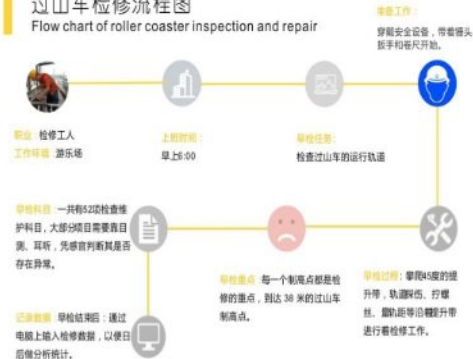 过山车检修流程图
Flow chart of roller coaster inspection and repair
准备工作：
穿戴安全设备，带着镘头
扳手和卷尺开始。
职业：检修工人
工作环境：游乐场
上班时间：
早上6:00
早检任务：
检查过山车的运行轨道
早检科目：一共有52项检查维
护科目，大部分项目需要靠目
测、耳听，凭感官判断其是否
存在异常。
早检重点：每一个制高点都是检
修的重点，到达 38 米的过山车
制高点。
早检过程：攀爬45度的提
升带，轨道探伤、拧螺
丝、量轨距等沿着提升带
进行着检修工作。
记录数据：早检结束后：通过
电脑上输入检修数据，以便日
后做分析统计。